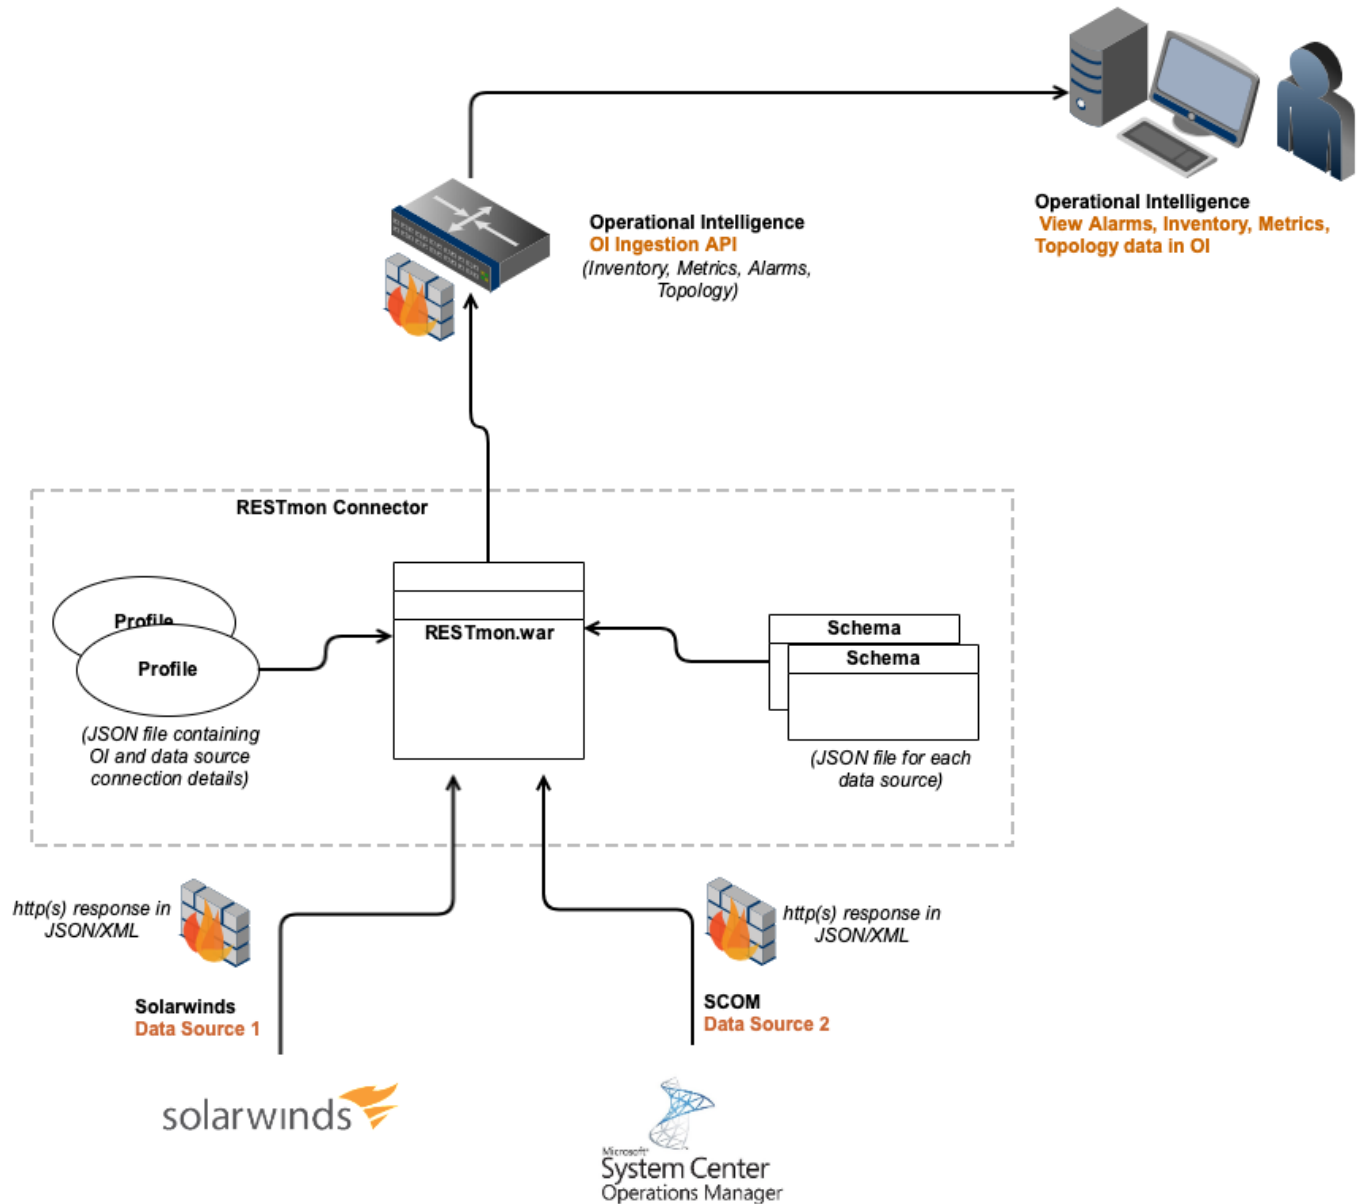 Operational Intelligence
View Alarms, Inventory, Metrics,
Topology data in OI
Operational Intelligence
OI Ingestion API
(Inventory, Metrics, Alarms,
Topology)
RESTmon Connector
Profile
Profile
(JSON file containing
OI and data source
connection details)
RESTmon.war
Schema
Schema
(JSON file for each
data source)
http(s) response in
JSON/XML
http(s) response in
JSON/XML
Solarwinds
Data Source 1
SCOM
Data Source 2
solarwinds
Microsoft®
System Center
Operations Manager